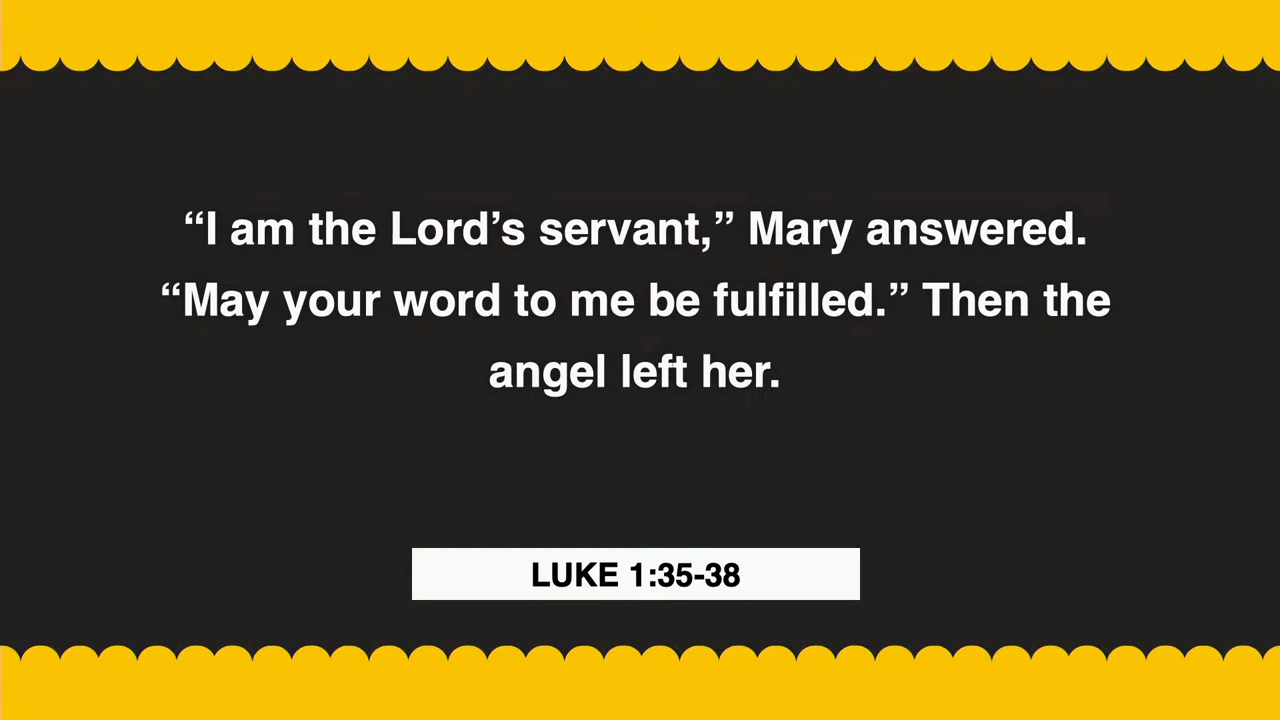 “I am the Lord’s servant,” Mary answered.
“May your word to me be fulfilled.” Then the
angel left her.
LUKE 1:35-38